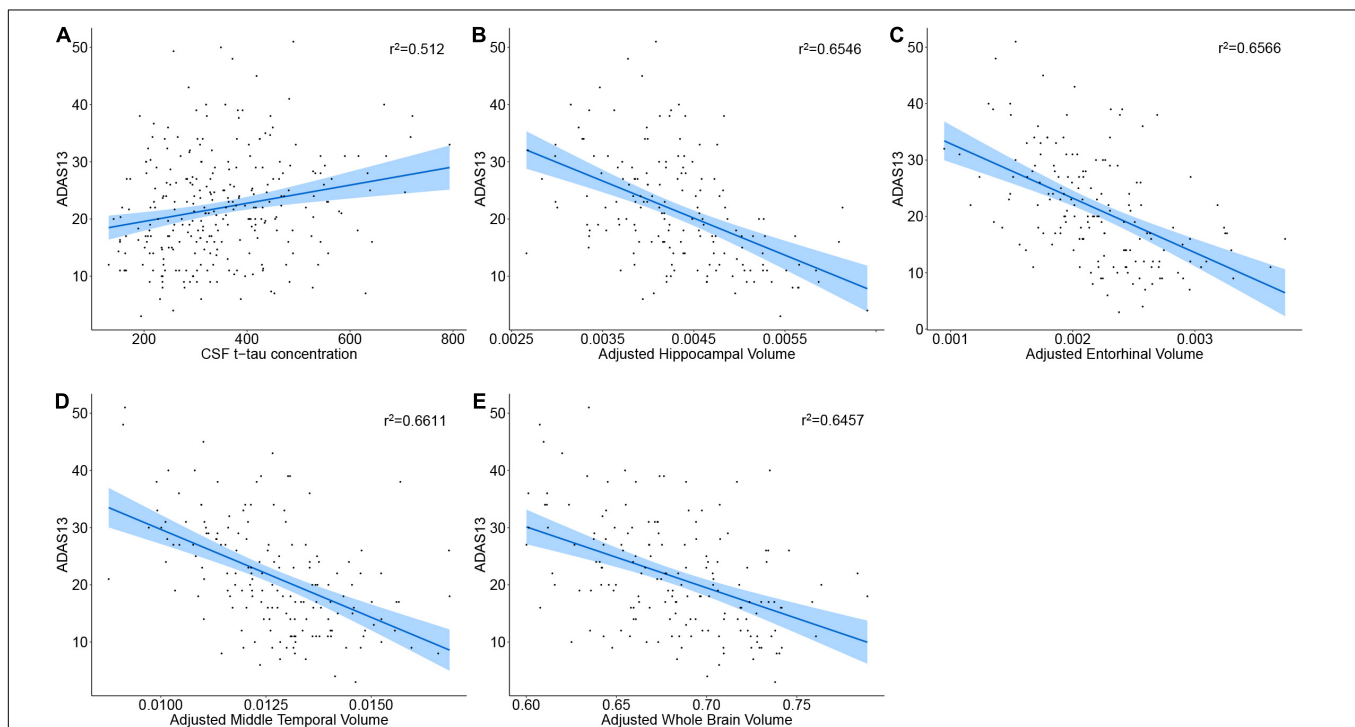 A
r²=0.512
50
40
30
20
10
ADAS13
200
400
600
800
CSF t−tau concentration
B
r²=0.6546
50
40
30
20
10
ADAS13
0.0025
0.0035
0.0045
0.0055
Adjusted Hippocampal Volume
C
r²=0.6566
50
40
30
20
10
0
ADAS13
0.001
0.002
0.003
Adjusted Entorhinal Volume
D
r²=0.6611
50
40
30
20
10
ADAS13
0.0100
0.0125
0.0150
Adjusted Middle Temporal Volume
E
r²=0.6457
50
40
30
20
10
ADAS13
0.60
0.65
0.70
0.75
Adjusted Whole Brain Volume